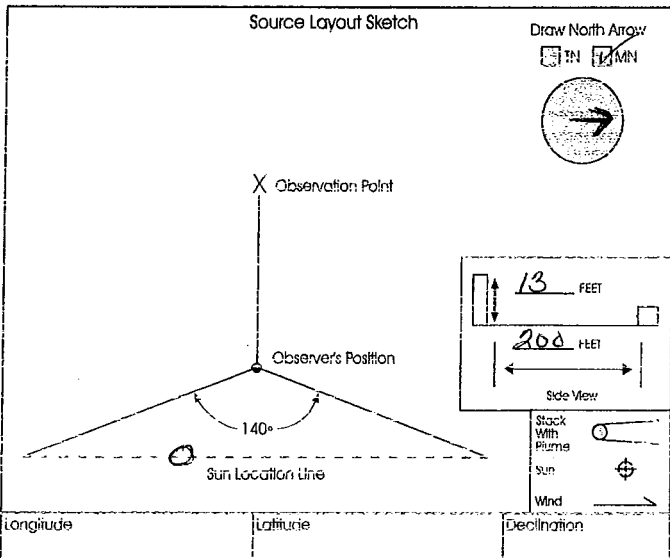 Source Layout Sketch
Draw North Arrow
TN MN
X Observation Point
13 FEET
200 FEET
Side View
Observer's Position
140°
Sun Location Line
Stack
With
Plume
Sun
Wind
Longitude Latitude Declination